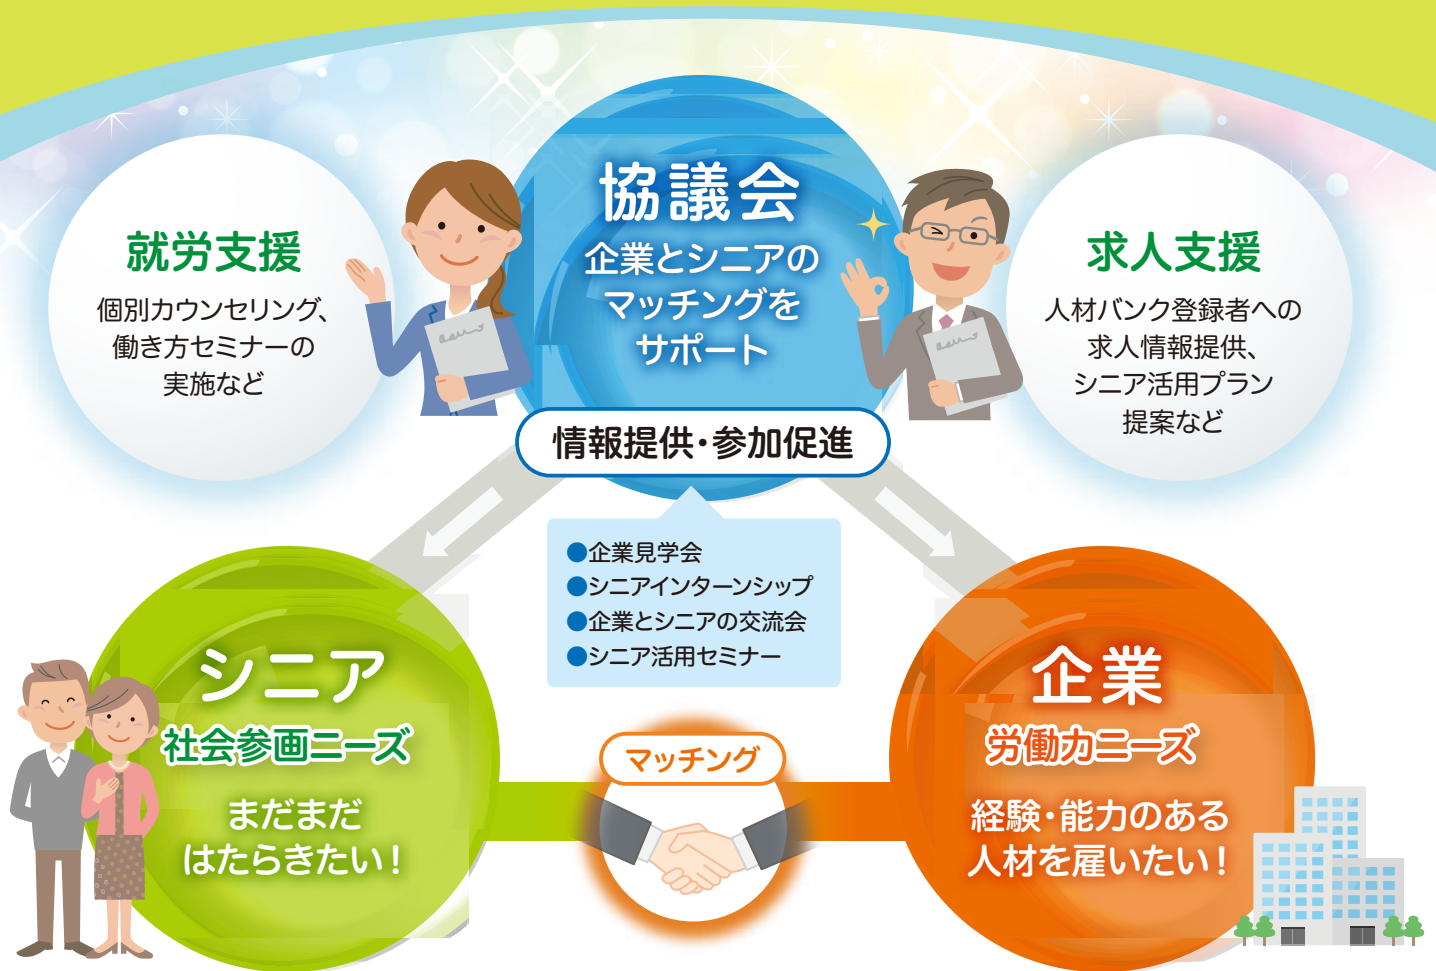 協議会
企業とシニアの
マッチングを
サポート
就労支援
個別カウンセリング、
働き方セミナーの
実施など
求人支援
人材バンク登録者への
求人情報提供、
シニア活用プラン
提案など
情報提供・参加促進
●企業見学会
●シニアインターンシップ
●企業とシニアの交流会
●シニア活用セミナー
シニア
社会参画ニーズ
まだまだ
はたらきたい！
マッチング
企業
労働力ニーズ
経験・能力のある
人材を雇いたい！